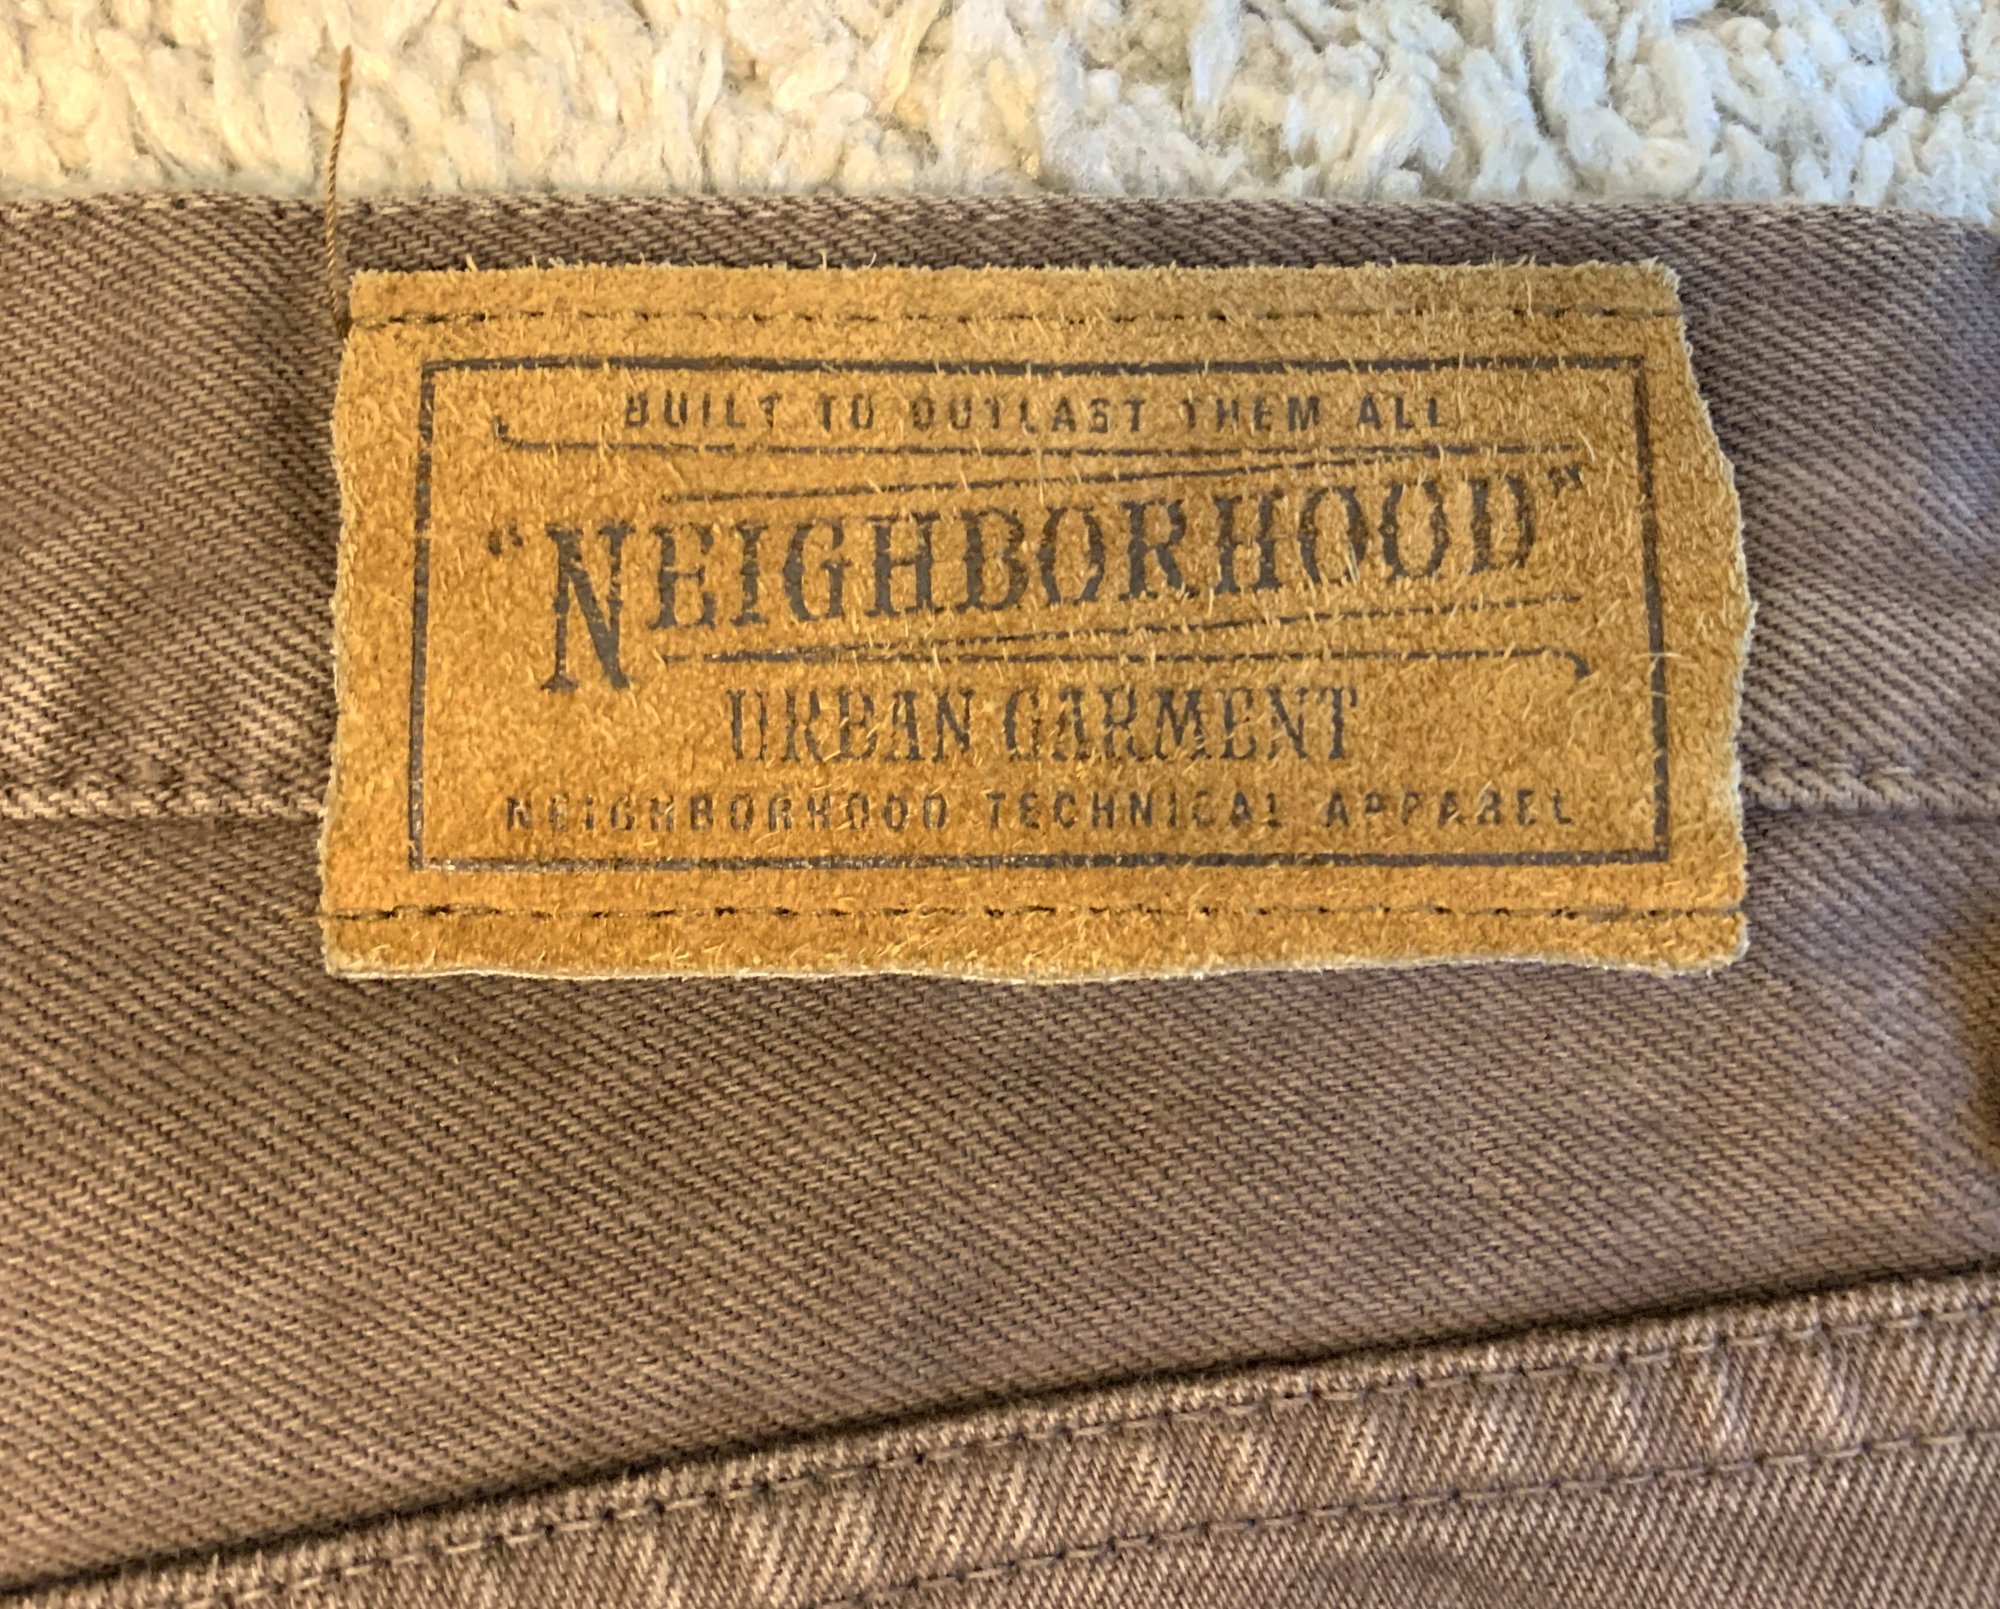 BUILT TO OUTLAST THEM ALL
"NEIGHBORHOOD"
URBAN GARMENT
NEIGHBORHOOD TECHNICAL APPAREL